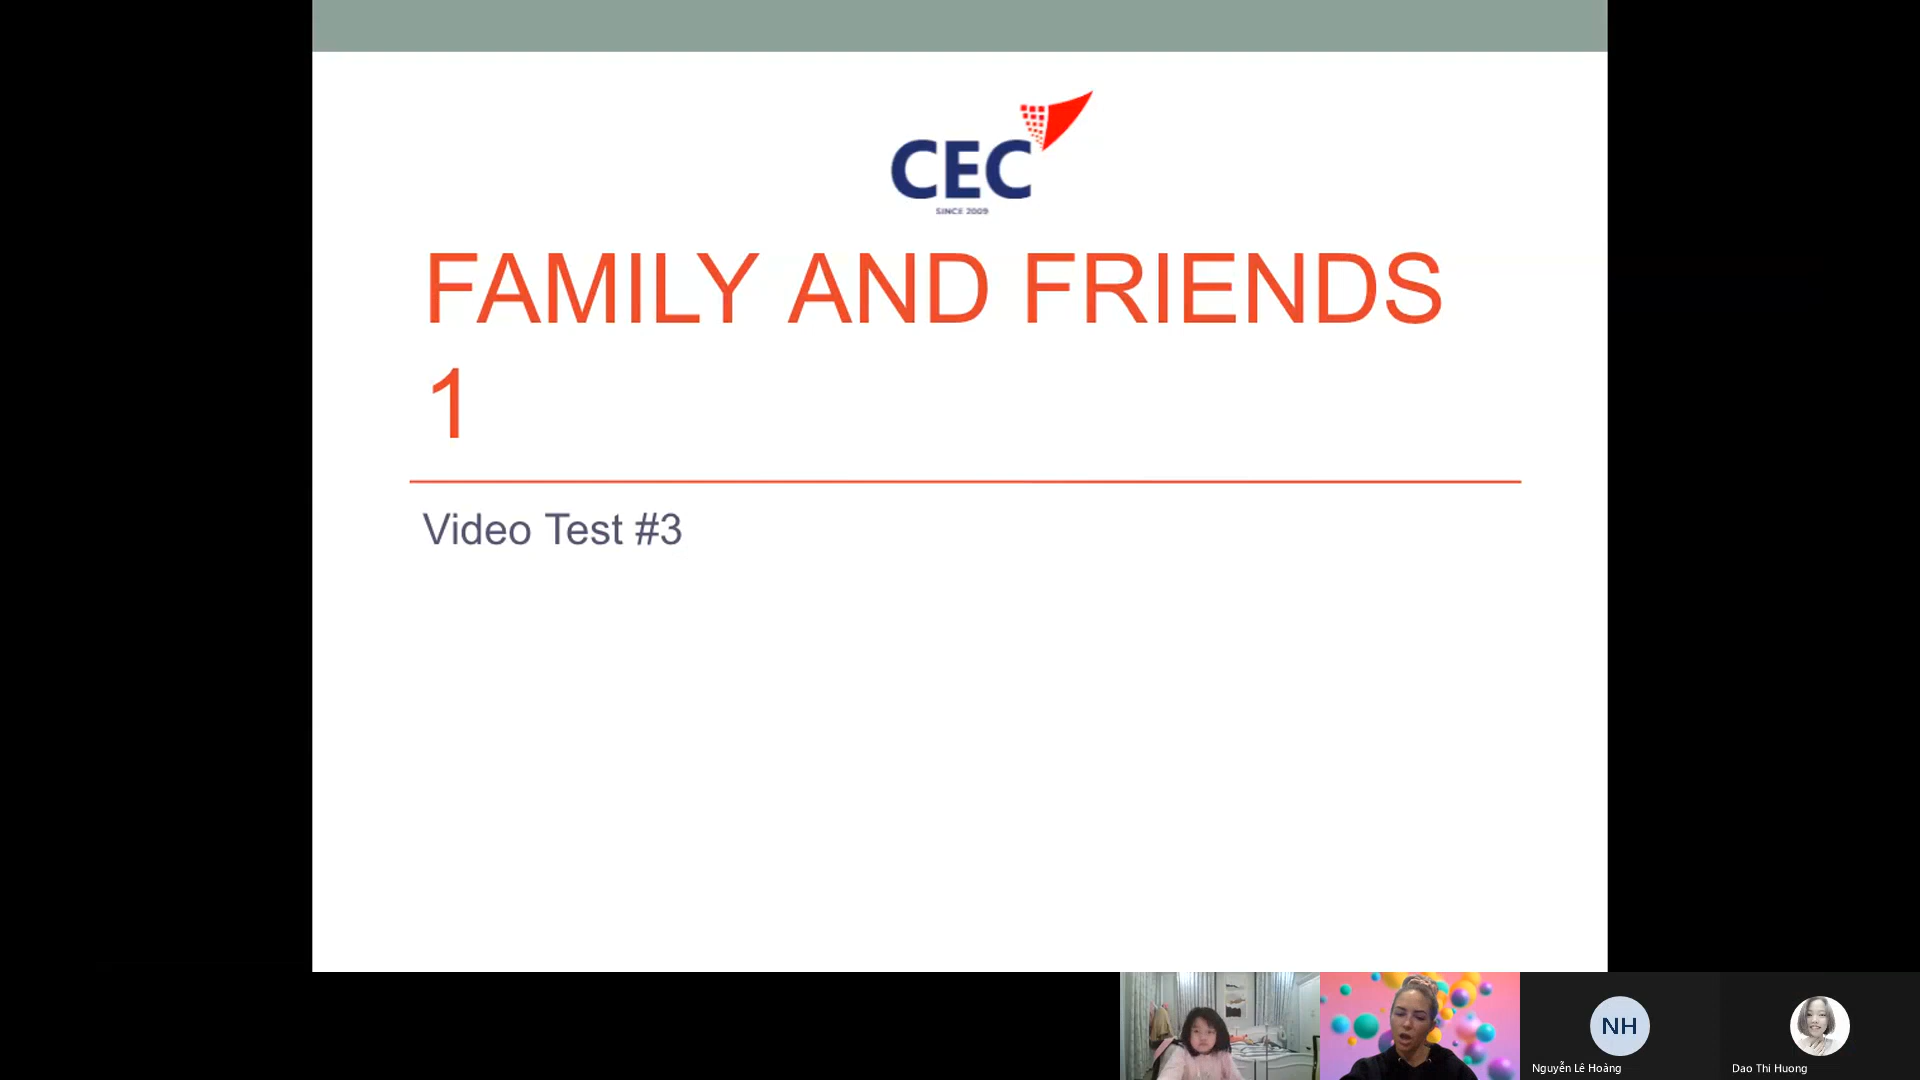 CEC
SINCE 2009
FAMILY AND FRIENDS
1
Video Test #3
NH
Nguyễn Lê Hoàng
Dao Thi Huong